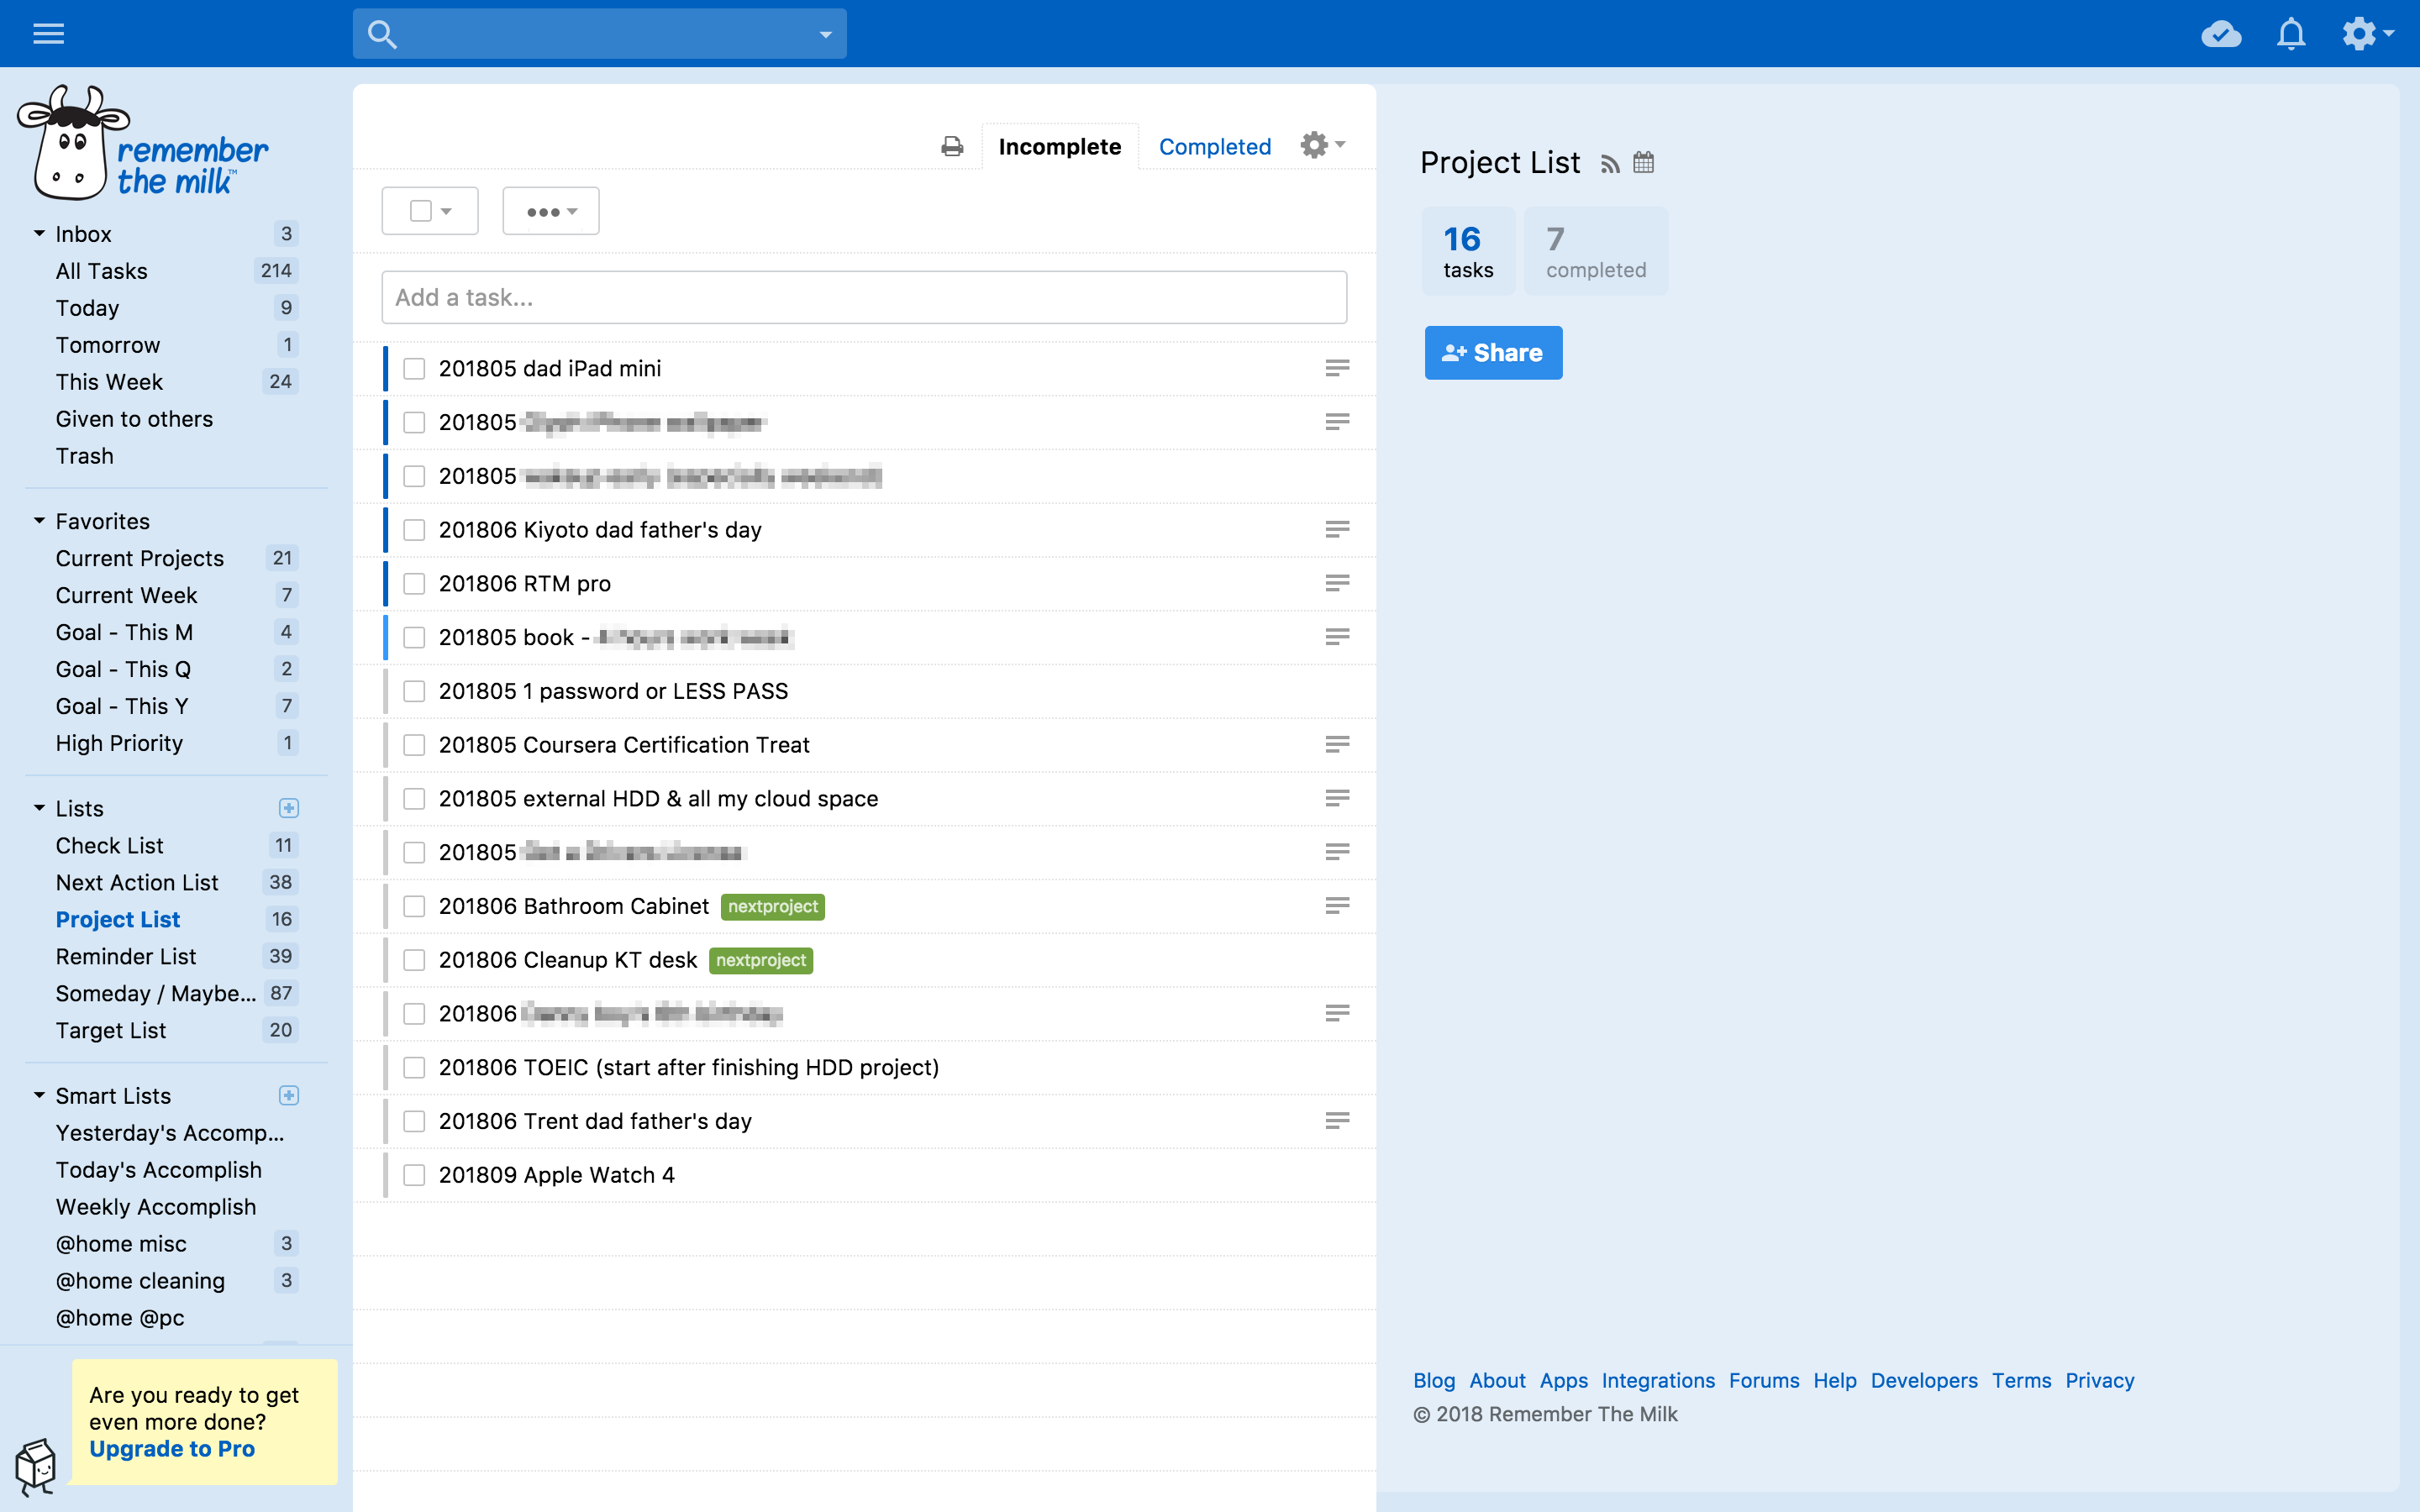 remember
the milk™
Inbox 3
All Tasks 214
Today 9
Tomorrow 1
This Week 24
Given to others
Trash
Favorites
Current Projects 21
Current Week 7
Goal - This M 4
Goal - This Q 2
Goal - This Y 7
High Priority 1
Lists
Check List 11
Next Action List 38
Project List 16
Reminder List 39
Someday / Maybe... 87
Target List 20
Smart Lists
Yesterday's Accomp...
Today's Accomplish
Weekly Accomplish
@home misc 3
@home cleaning 3
@home @pc
Are you ready to get
even more done?
Upgrade to Pro
Incomplete Completed
Add a task...
201805 dad iPad mini
201805
201805
201806 Kiyoto dad father's day
201806 RTM pro
201805 book -
201805 1 password or LESS PASS
201805 Coursera Certification Treat
201805 external HDD & all my cloud space
201805
201806 Bathroom Cabinet nextproject
201806 Cleanup KT desk nextproject
201806
201806 TOEIC (start after finishing HDD project)
201806 Trent dad father's day
201809 Apple Watch 4
Project List
16 7
tasks completed
Share
Blog About Apps Integrations Forums Help Developers Terms Privacy
© 2018 Remember The Milk